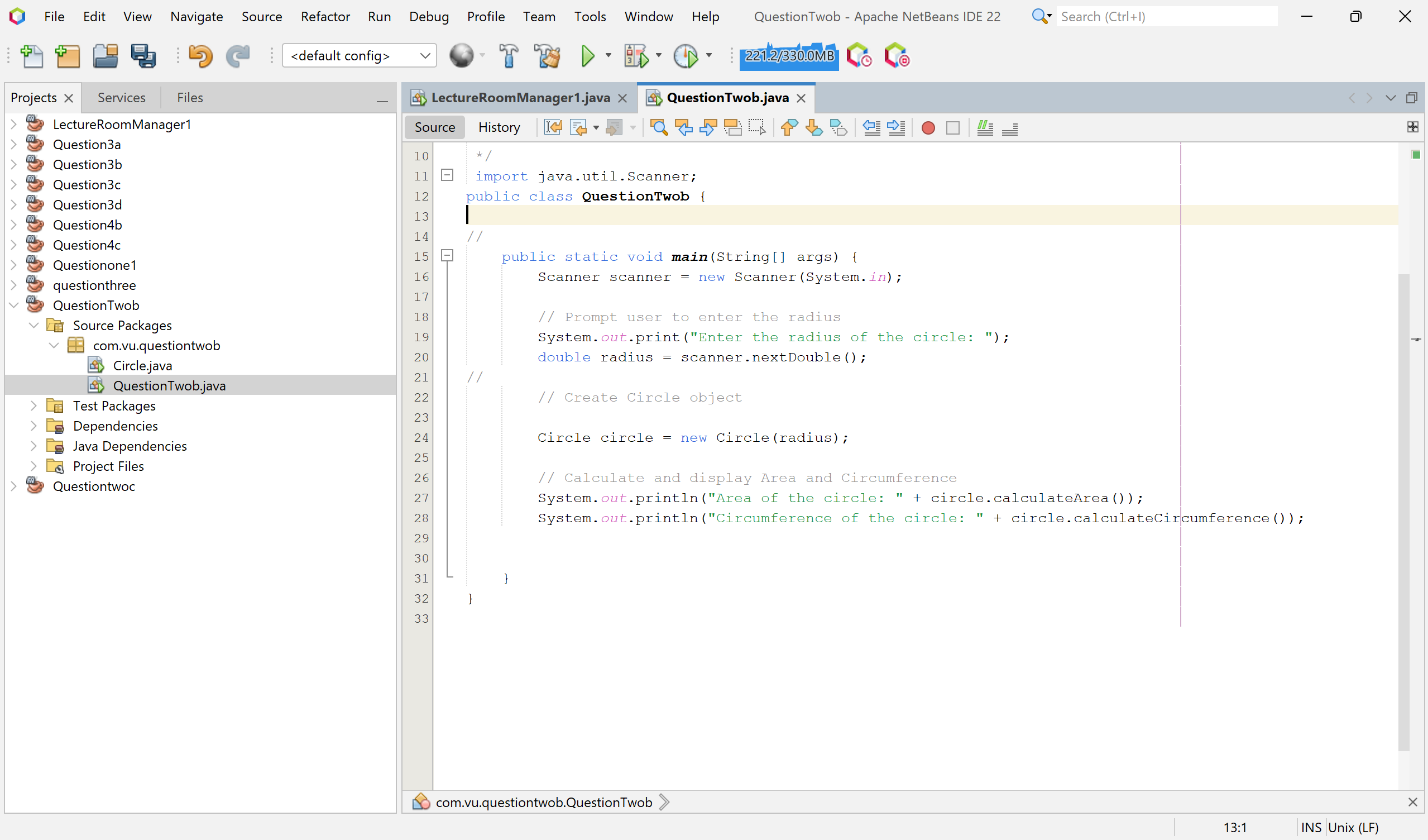 File Edit View Navigate Source Refactor Run Debug Profile Team Tools Window Help QuestionTwob - Apache NetBeans IDE 22 Search (Ctrl+I)
<default config> 221.2/330.0MB
Projects Services Files
LectureRoomManager1
Question3a
Question3b
Question3c
Question3d
Question4b
Question4c
Questionone1
questionthree
QuestionTwob
Source Packages
com.vu.questiontwob
Circle.java
QuestionTwob.java
Test Packages
Dependencies
Java Dependencies
Project Files
Questiontwoc
LectureRoomManager1.java QuestionTwob.java
Source History
10 */
11 import java.util.Scanner;
12 public class QuestionTwob {
13
14 //
15 public static void main(String[] args) {
16 Scanner scanner = new Scanner(System.in);
17
18 // Prompt user to enter the radius
19 System.out.print("Enter the radius of the circle: ");
20 double radius = scanner.nextDouble();
21 //
22 // Create Circle object
23
24 Circle circle = new Circle(radius);
25
26 // Calculate and display Area and Circumference
27 System.out.println("Area of the circle: " + circle.calculateArea());
28 System.out.println("Circumference of the circle: " + circle.calculateCircumference());
29
30
31 }
32 }
33
com.vu.questiontwob.QuestionTwob
13:1 INS Unix (LF)